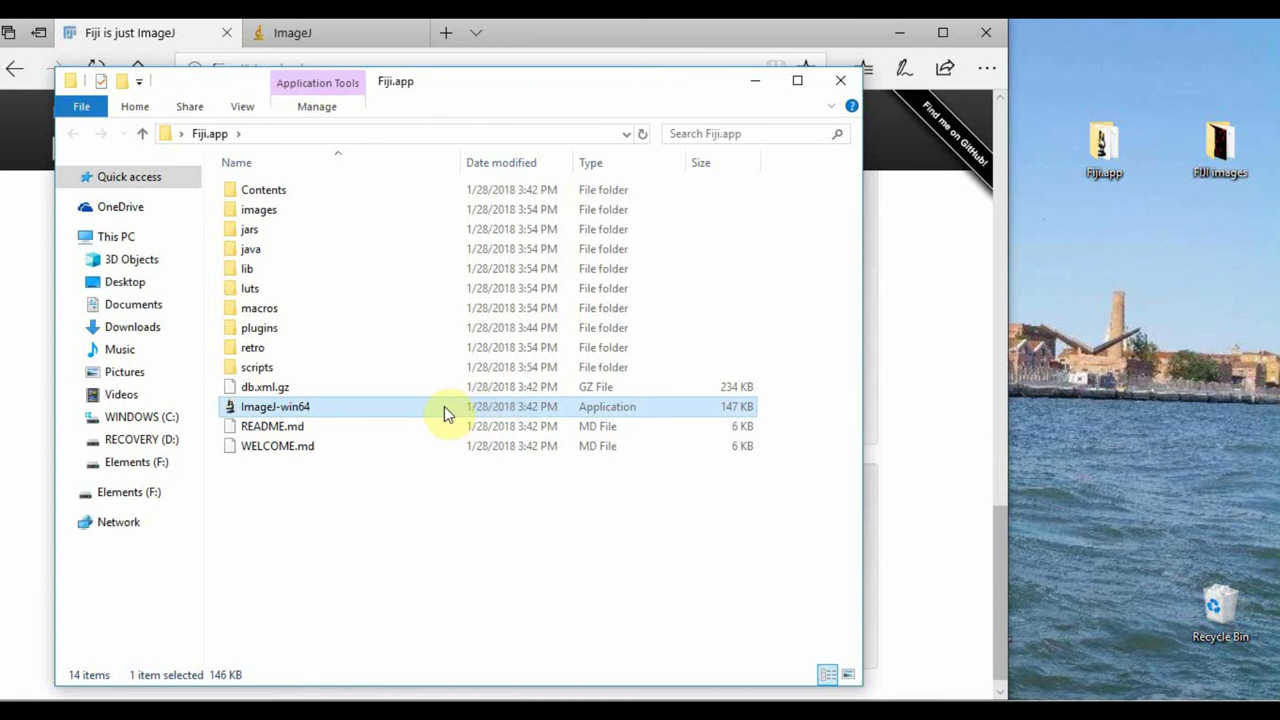 Fiji is just ImageJ
ImageJ
Application Tools
Fiji.app
File
Home
Share
View
Manage
Fiji.app
Search Fiji.app
Name
Date modified
Type
Size
Quick access
OneDrive
This PC
3D Objects
Desktop
Documents
Downloads
Music
Pictures
Videos
WINDOWS (C:)
RECOVERY (D:)
Elements (F:)
Elements (F:)
Network
Contents 1/28/2018 3:42 PM File folder
images 1/28/2018 3:54 PM File folder
jars 1/28/2018 3:54 PM File folder
java 1/28/2018 3:54 PM File folder
lib 1/28/2018 3:54 PM File folder
luts 1/28/2018 3:54 PM File folder
macros 1/28/2018 3:54 PM File folder
plugins 1/28/2018 3:44 PM File folder
retro 1/28/2018 3:54 PM File folder
scripts 1/28/2018 3:54 PM File folder
db.xml.gz 1/28/2018 3:42 PM GZ File 234 KB
ImageJ-win64 1/28/2018 3:42 PM Application 147 KB
README.md 1/28/2018 3:42 PM MD File 6 KB
WELCOME.md 1/28/2018 3:42 PM MD File 6 KB
14 items 1 item selected 146 KB
Find me on GitHub!
Fiji.app
FIJI images
Recycle Bin